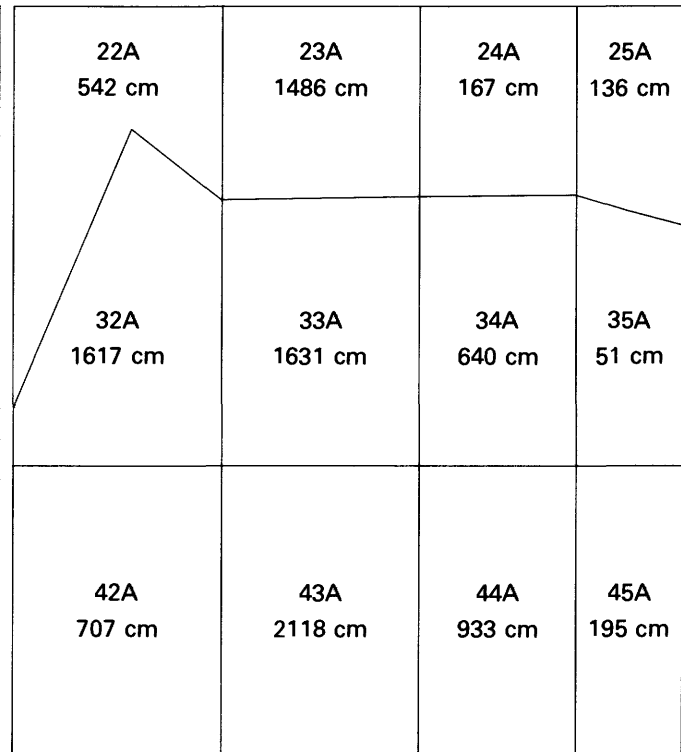 22A
542 cm
23A
1486 cm
24A
167 cm
25A
136 cm
32A
1617 cm
33A
1631 cm
34A
640 cm
35A
51 cm
42A
707 cm
43A
2118 cm
44A
933 cm
45A
195 cm